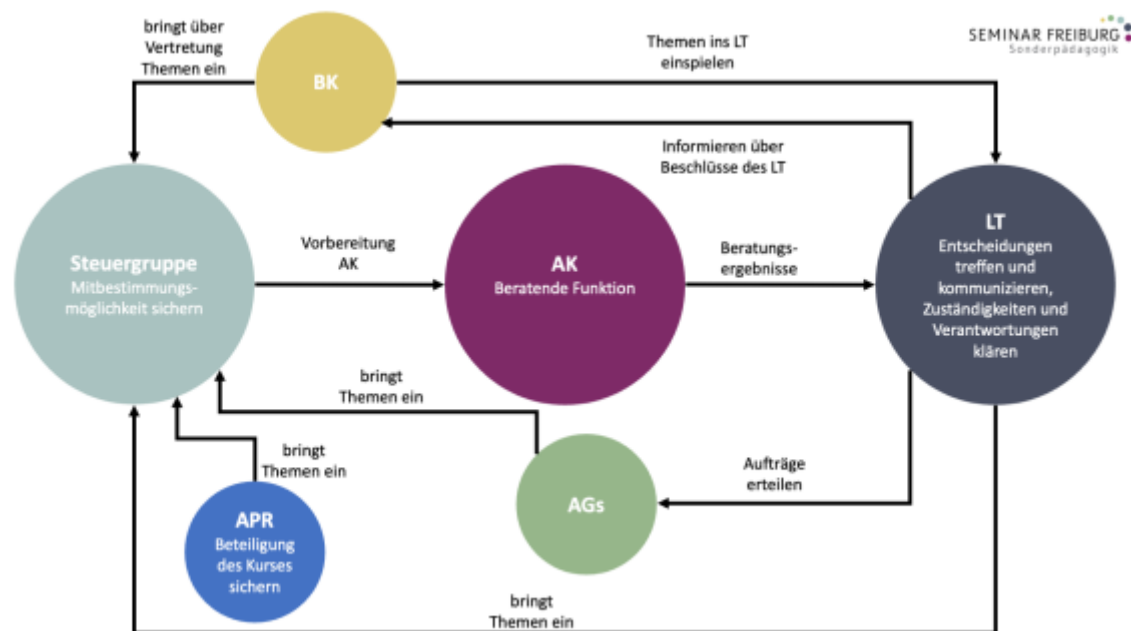 bringt über
Vertretung
Themen ein
BK
Themen ins LT
einspielen
SEMINAR FREIBURG
Sonderpädagogik
Informieren über
Beschlüsse des LT
Steuergruppe
Mitbestimmungs-
möglichkeit sichern
Vorbereitung
AK
AK
Beratende Funktion
Beratungs-
ergebnisse
LT
Entscheidungen
treffen und
kommunizieren,
Zuständigkeiten und
Verantwortungen
klären
bringt
Themen ein
bringt
Themen ein
APR
Beteiligung
des Kurses
sichern
AGs
Aufträge
erteilen
bringt
Themen ein